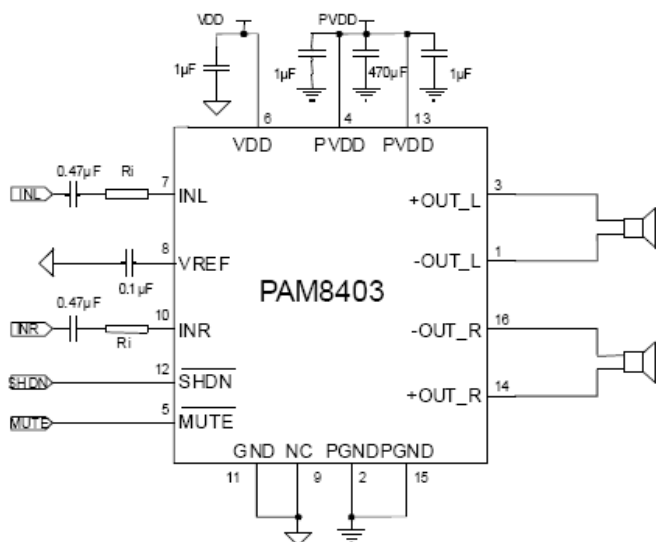 VDD
PVDD
1µF
1µF
470µF
1µF
6
4
13
VDD
PVDD
PVDD
0.47µF
Ri
INL
7
INL
3
+OUT_L
8
VREF
0.1µF
1
-OUT_L
PAM8403
0.47µF
INR
Ri
10
INR
16
-OUT_R
SHDN
12
SHDN
14
+OUT_R
MUTE
5
MUTE
GND
NC
PGND
PGND
11
9
2
15